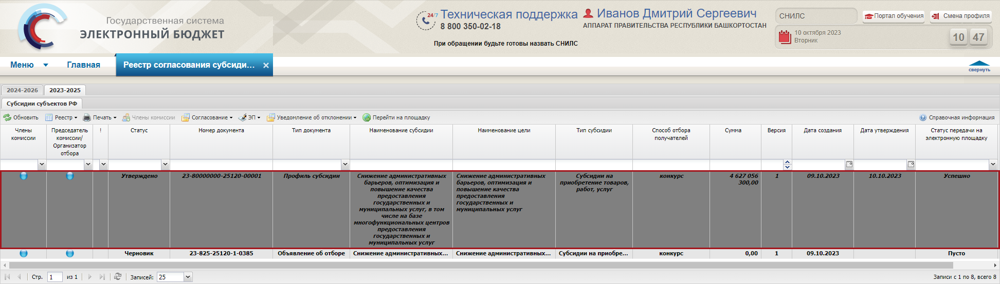 Государственная система
ЭЛЕКТРОННЫЙ БЮДЖЕТ
24/7
Техническая поддержка
8 800 350-02-18
При обращении будьте готовы назвать СНИЛС
Иванов Дмитрий Сергеевич
АППАРАТ ПРАВИТЕЛЬСТВА РЕСПУБЛИКИ БАШКОРТОСТАН
СНИЛС
Портал обучения
Смена профиля
10 октября 2023
Вторник
10 47
Меню
Главная
Реестр согласования субсиди...
свернуть
2024-2026
2023-2025
Субсидии субъектов РФ
Обновить
Реестр
Печать
Члены комиссии
Согласование
ЭП
Уведомление об отклонении
Перейти на площадку
Справочная информация
Члены
комиссии
Председатель
комиссии/
Организатор
отбора
!
Статус
Номер документа
Тип документа
Наименование субсидии
Наименование цели
Тип субсидии
Способ отбора
получателей
Сумма
Версия
Дата создания
Дата утверждения
Статус передачи на
электронную площадку
Утверждено
23-80000000-25120-00001
Профиль субсидии
Снижение административных
барьеров, оптимизация и
повышение качества
предоставления
государственных и
муниципальных услуг, в том
числе на базе
многофункциональных центров
предоставления
государственных и
муниципальных услуг
Снижение административных
барьеров, оптимизация и
повышение качества
предоставления
государственных и
муниципальных услуг
Субсидии на
приобретение товаров,
работ, услуг
конкурс
4 627 056
300,00
1
09.10.2023
10.10.2023
Успешно
Черновик
23-825-25120-1-0385
Объявление об отборе
Снижение административных...
Снижение административных...
Субсидии на приобре...
конкурс
0,00
1
09.10.2023
Пусто
Стр. 1 из 1
Записей: 25
Записи с 1 по 8, всего 8